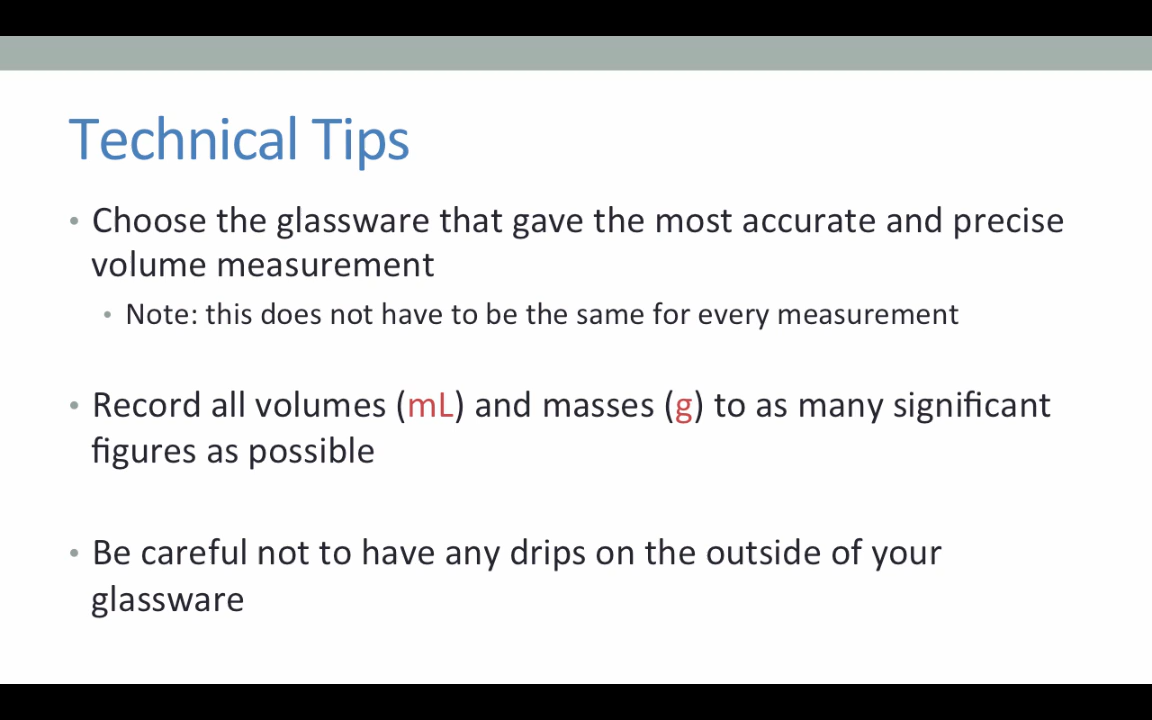 Technical Tips
• Choose the glassware that gave the most accurate and precise
volume measurement
• Note: this does not have to be the same for every measurement
• Record all volumes (mL) and masses (g) to as many significant
figures as possible
• Be careful not to have any drips on the outside of your
glassware